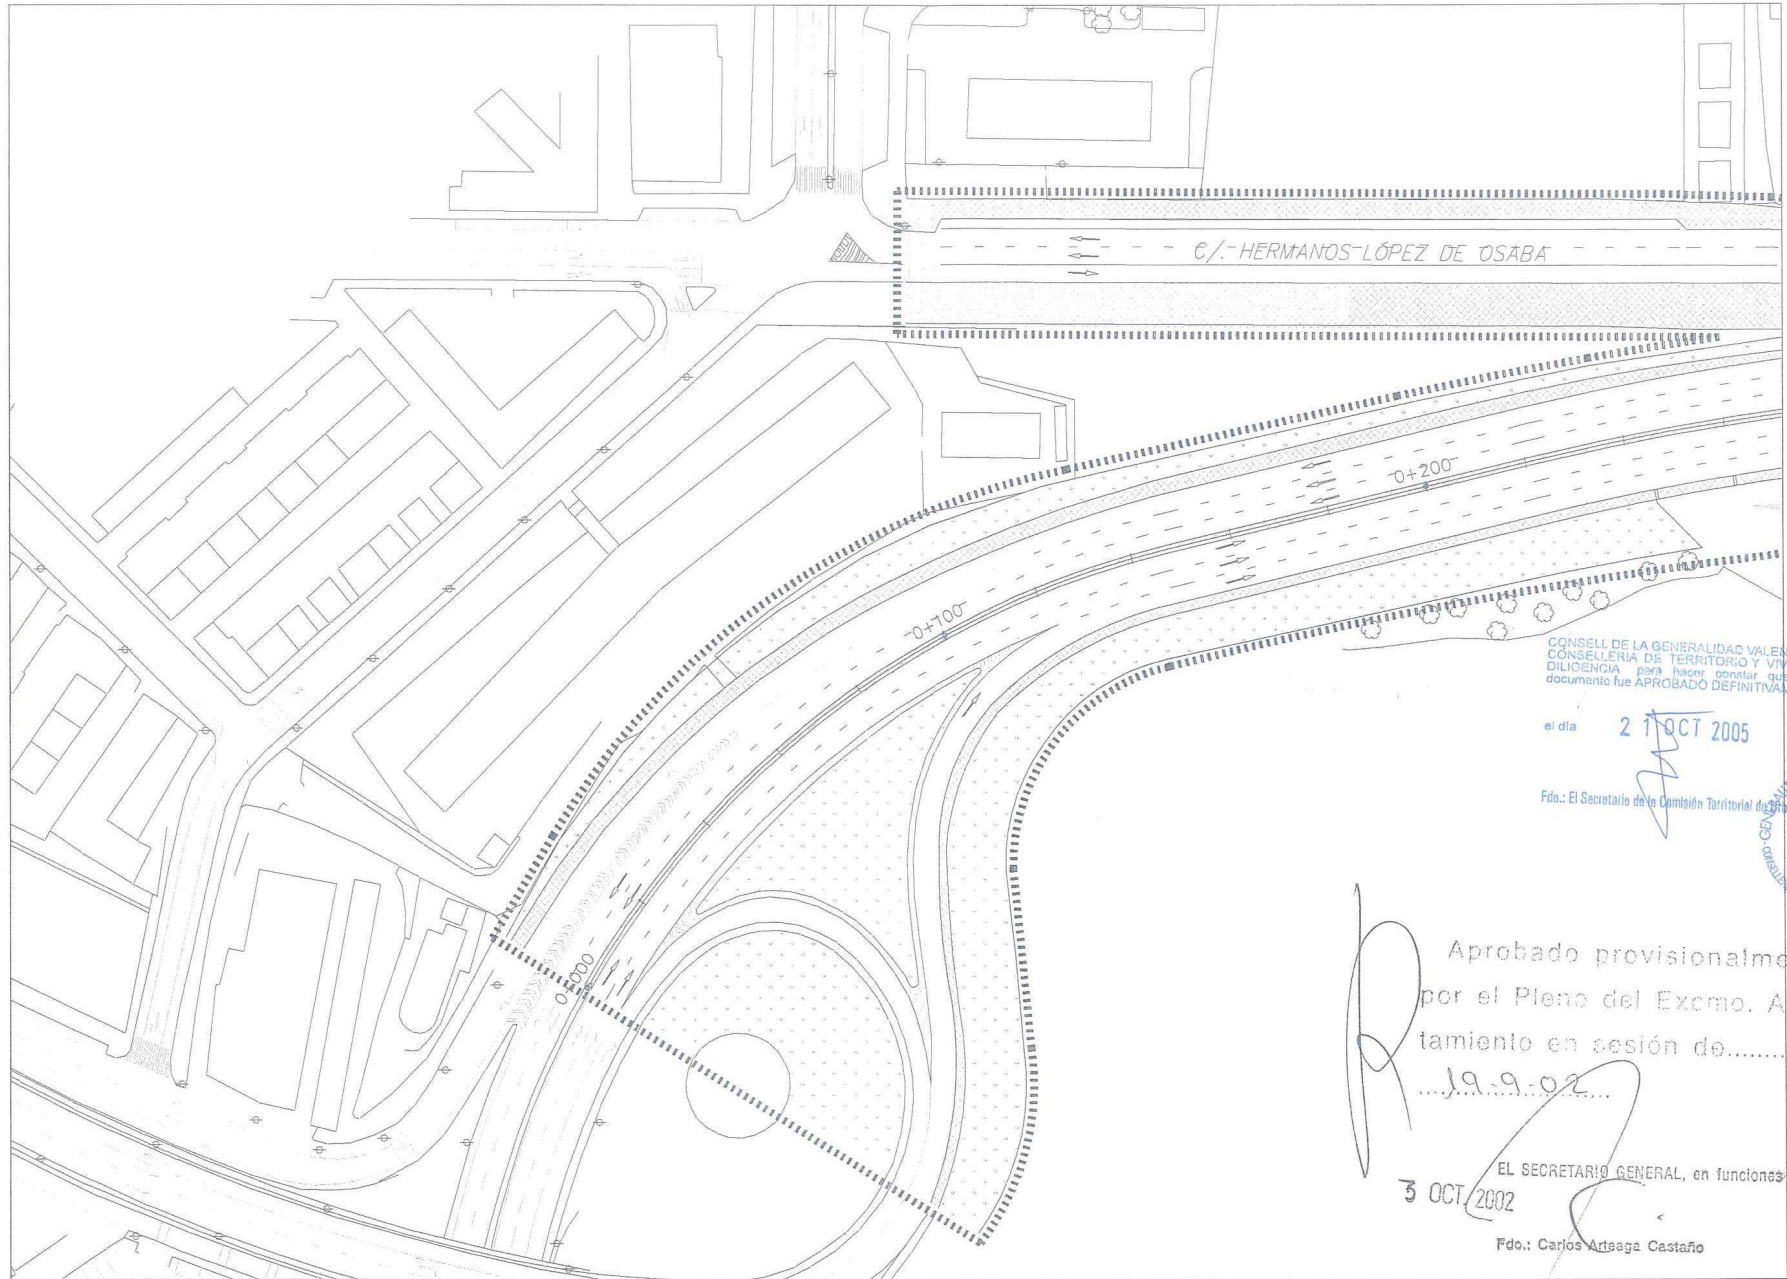 C/. HERMANOS LÓPEZ DE OSABA
0+200
0+100
0+000
CONSELL DE LA GENERALIDAD VALEN
CONSELLERIA DE TERRITORIO Y VIV
DILIGENCIA para hacer constar que
documento fue APROBADO DEFINITIVA
el dia 21 OCT 2005
Fdo.: El Secretario de la Comisión Territorial de
Aprobado provisionalme
por el Pleno del Excmo. A
tamiento en sesión de.........
....19-9-02....
EL SECRETARIO GENERAL, en funciones
3 OCT. 2002
Fdo.: Carlos Arteaga Castaño